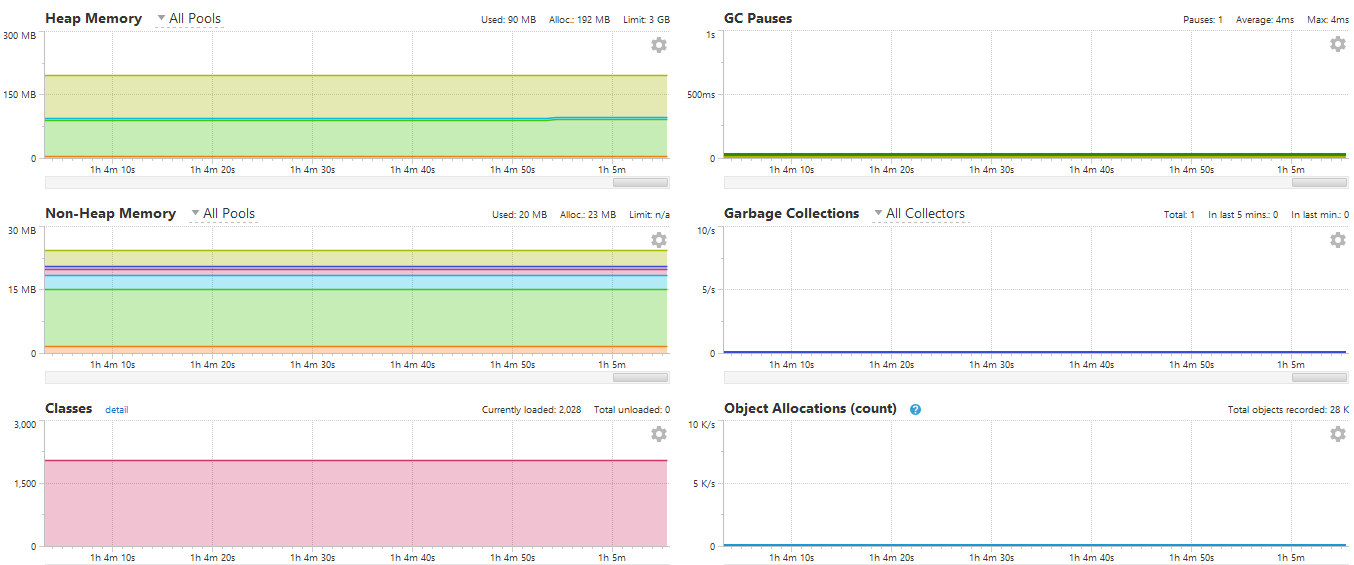 Heap Memory All Pools Used: 90 MB Alloc.: 192 MB Limit: 3 GB
300 MB
150 MB
0
1h 4m 10s 1h 4m 20s 1h 4m 30s 1h 4m 40s 1h 4m 50s 1h 5m
GC Pauses Pauses: 1 Average: 4ms Max: 4ms
1s
500ms
0
1h 4m 10s 1h 4m 20s 1h 4m 30s 1h 4m 40s 1h 4m 50s 1h 5m
Non-Heap Memory All Pools Used: 20 MB Alloc.: 23 MB Limit: n/a
30 MB
15 MB
0
1h 4m 10s 1h 4m 20s 1h 4m 30s 1h 4m 40s 1h 4m 50s 1h 5m
Garbage Collections All Collectors Total: 1 In last 5 mins.: 0 In last min.: 0
10/s
5/s
0
1h 4m 10s 1h 4m 20s 1h 4m 30s 1h 4m 40s 1h 4m 50s 1h 5m
Classes detail Currently loaded: 2,028 Total unloaded: 0
3,000
1,500
0
1h 4m 10s 1h 4m 20s 1h 4m 30s 1h 4m 40s 1h 4m 50s 1h 5m
Object Allocations (count) ? Total objects recorded: 28 K
10 K/s
5 K/s
0
1h 4m 10s 1h 4m 20s 1h 4m 30s 1h 4m 40s 1h 4m 50s 1h 5m